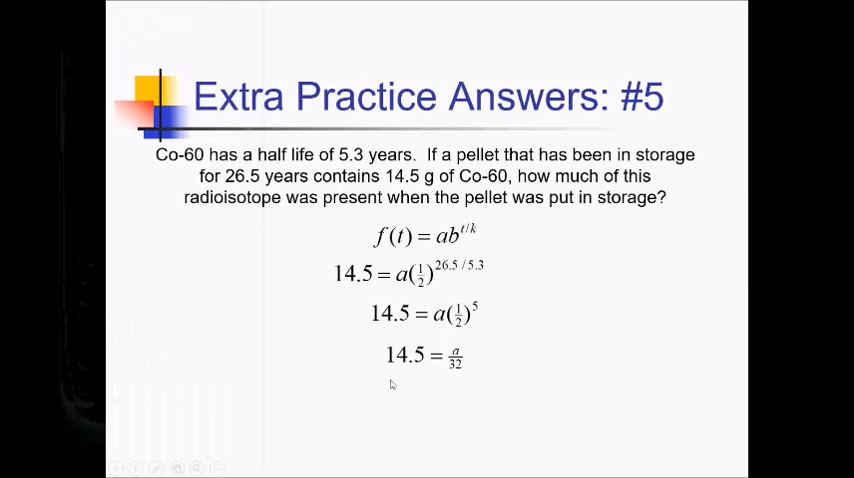 Extra Practice Answers: #5
Co-60 has a half life of 5.3 years.  If a pellet that has been in storage
for 26.5 years contains 14.5 g of Co-60, how much of this
radioisotope was present when the pellet was put in storage?
f(t) = ab^{t/k}
14.5 = a(1/2)^{26.5/5.3}
14.5 = a(1/2)^5
14.5 = a/32